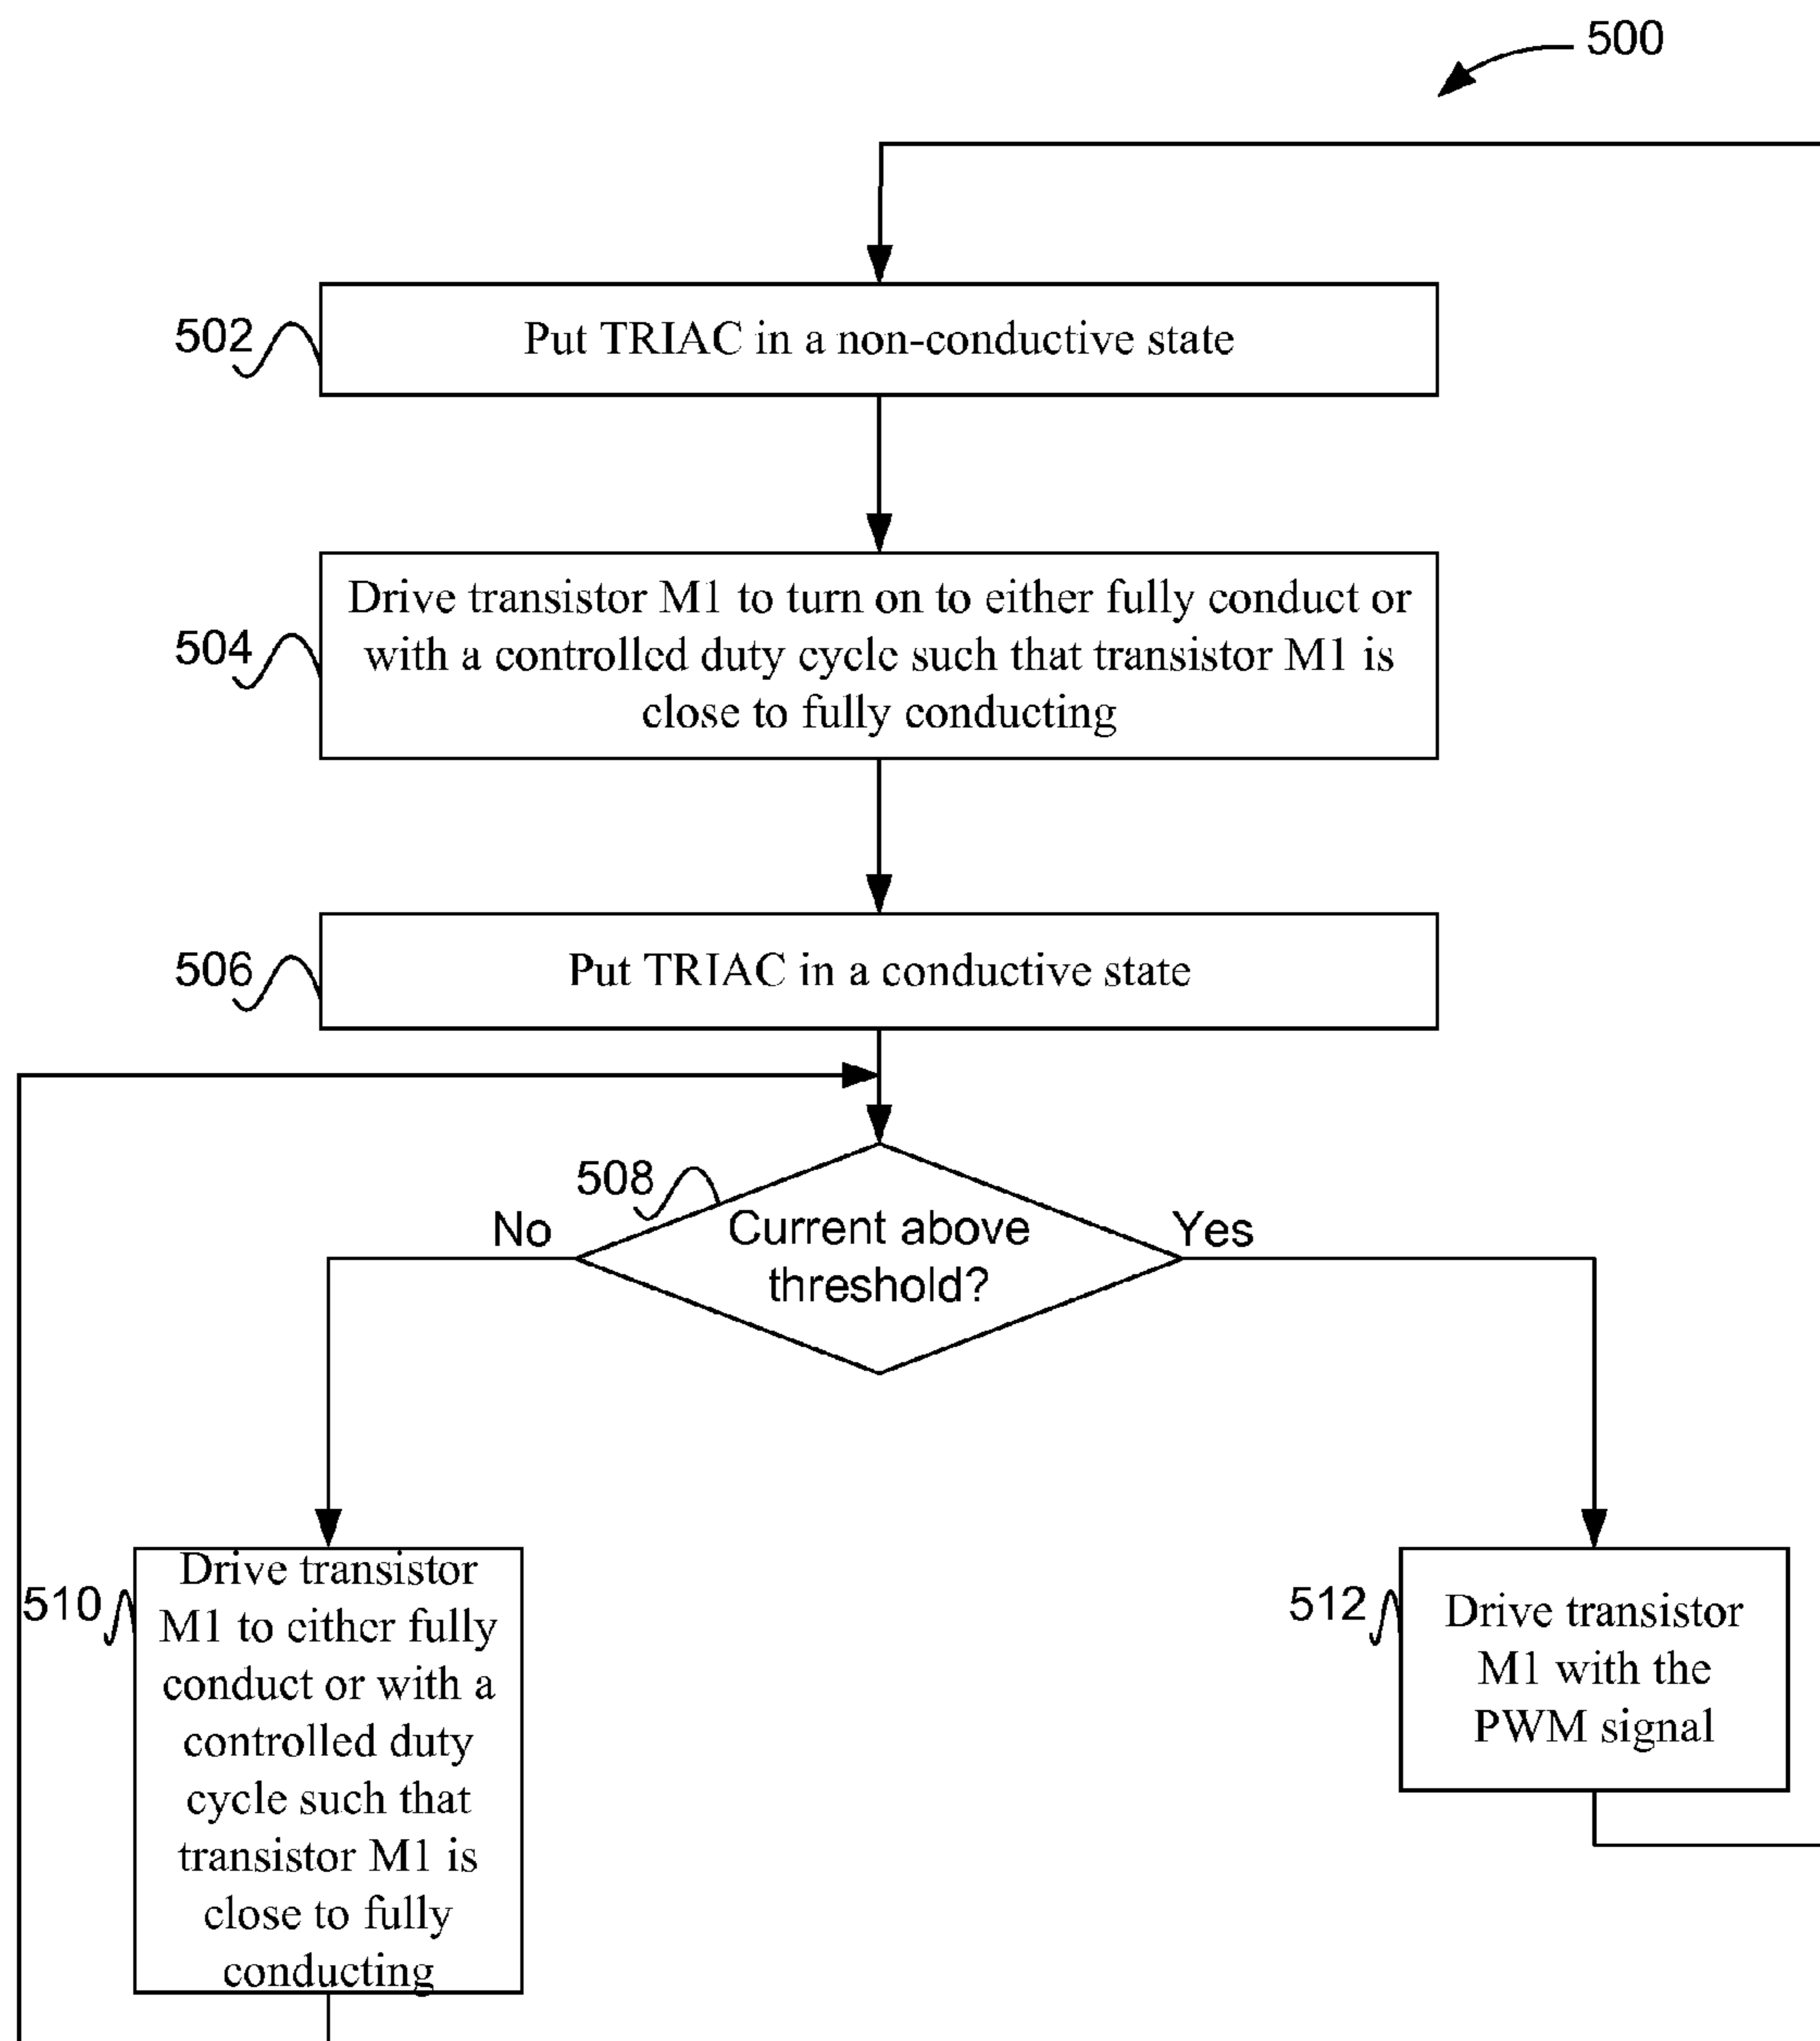 500
502
Put TRIAC in a non-conductive state
504
Drive transistor M1 to turn on to either fully conduct or
with a controlled duty cycle such that transistor M1 is
close to fully conducting
506
Put TRIAC in a conductive state
508
No
Current above
threshold?
Yes
510
Drive transistor
M1 to either fully
conduct or with a
controlled duty
cycle such that
transistor M1 is
close to fully
conducting
512
Drive transistor
M1 with the
PWM signal